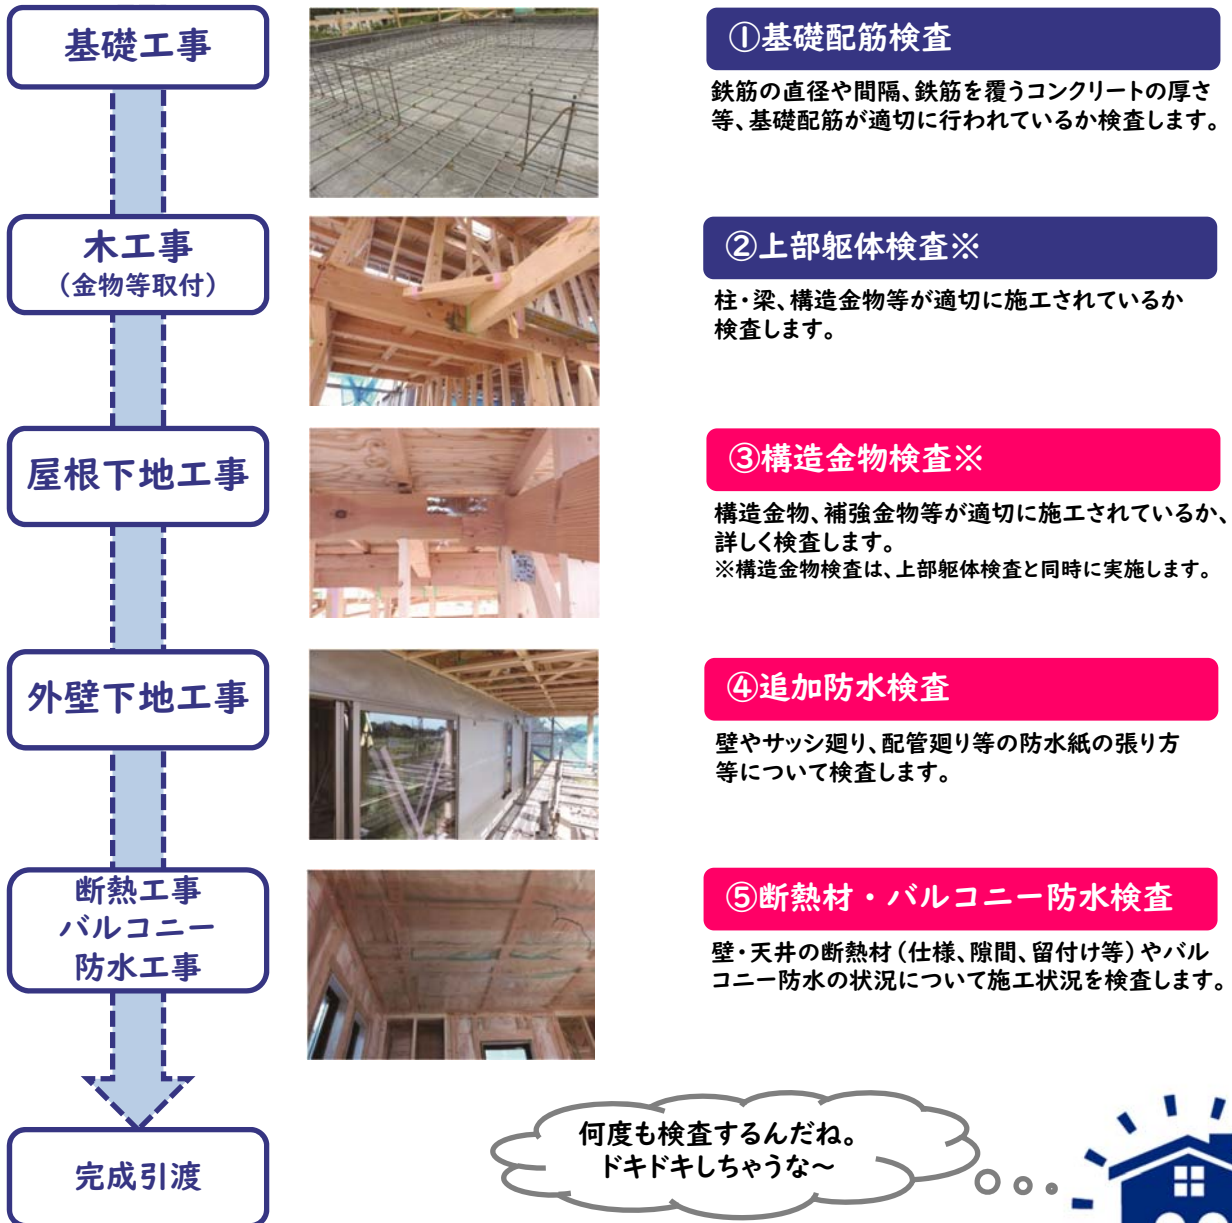 基礎工事
①基礎配筋検査
鉄筋の直径や間隔、鉄筋を覆うコンクリートの厚さ
等、基礎配筋が適切に行われているか検査します。
木工事
（金物等取付）
②上部躯体検査※
柱・梁、構造金物等が適切に施工されているか
検査します。
屋根下地工事
③構造金物検査※
構造金物、補強金物等が適切に施工されているか、
詳しく検査します。
※構造金物検査は、上部躯体検査と同時に実施します。
外壁下地工事
④追加防水検査
壁やサッシ廻り、配管廻り等の防水紙の張り方
等について検査します。
断熱工事
バルコニー
防水工事
⑤断熱材・バルコニー防水検査
壁・天井の断熱材（仕様、隙間、留付け等）やバル
コニー防水の状況について施工状況を検査します。
完成引渡
何度も検査するんだね。
ドキドキしちゃうな～